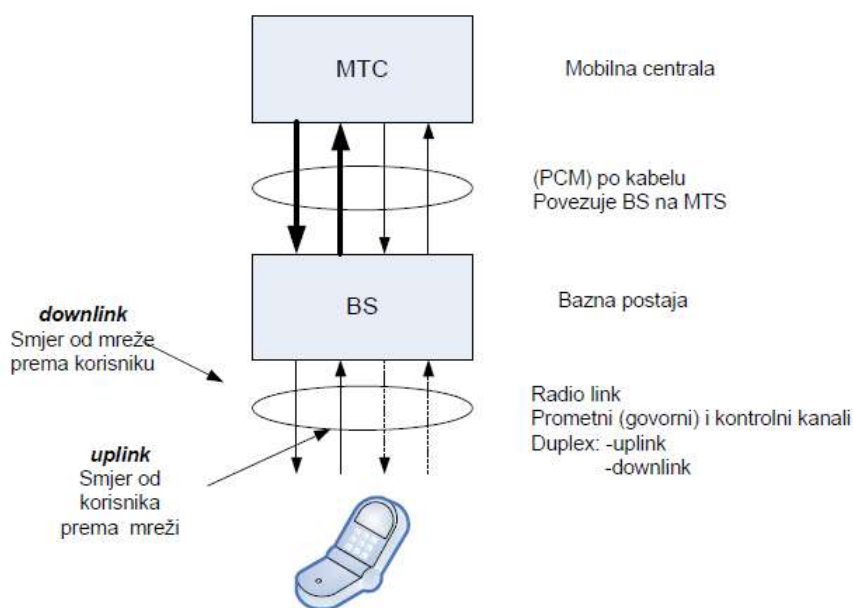 MTC
Mobilna centrala
(PCM) po kabelu
Povezuje BS na MTS
BS
Bazna postaja
downlink
Smjer od mreže
prema korisniku
Radio link
Prometni (govorni) i kontrolni kanali
Duplex: -uplink
-downlink
uplink
Smjer od
korisnika
prema mreži